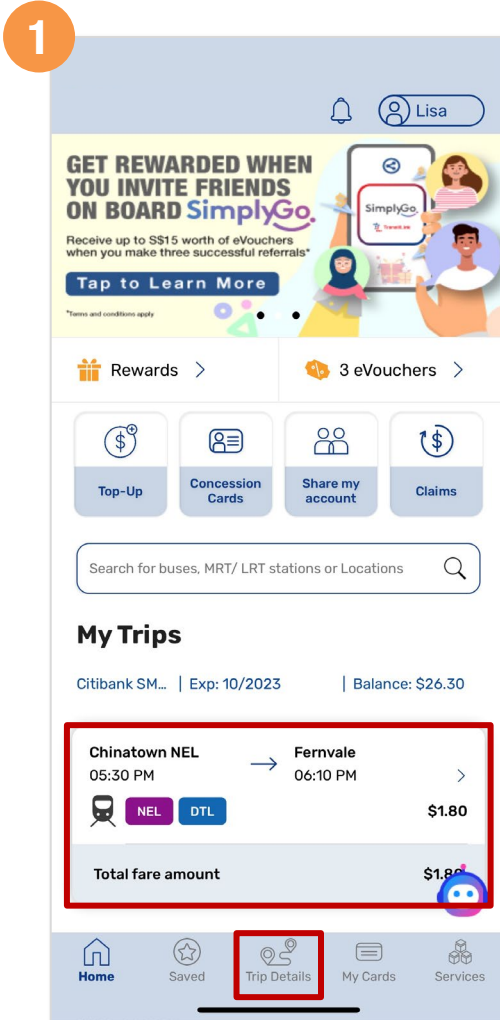 1
Lisa
GET REWARDED WHEN
YOU INVITE FRIENDS
ON BOARD SimplyGo.
Receive up to S$15 worth of eVouchers
when you make three successful referrals*
Tap to Learn More
*Terms and conditions apply
SimplyGo.
TransitLink
Rewards
3 eVouchers
Top-Up
Concession
Cards
Share my
account
Claims
Search for buses, MRT/ LRT stations or Locations
My Trips
Citibank SM... | Exp: 10/2023 | Balance: $26.30
Chinatown NEL → Fernvale
05:30 PM 06:10 PM
NEL DTL $1.80
Total fare amount $1.8
Home Saved Trip Details My Cards Services